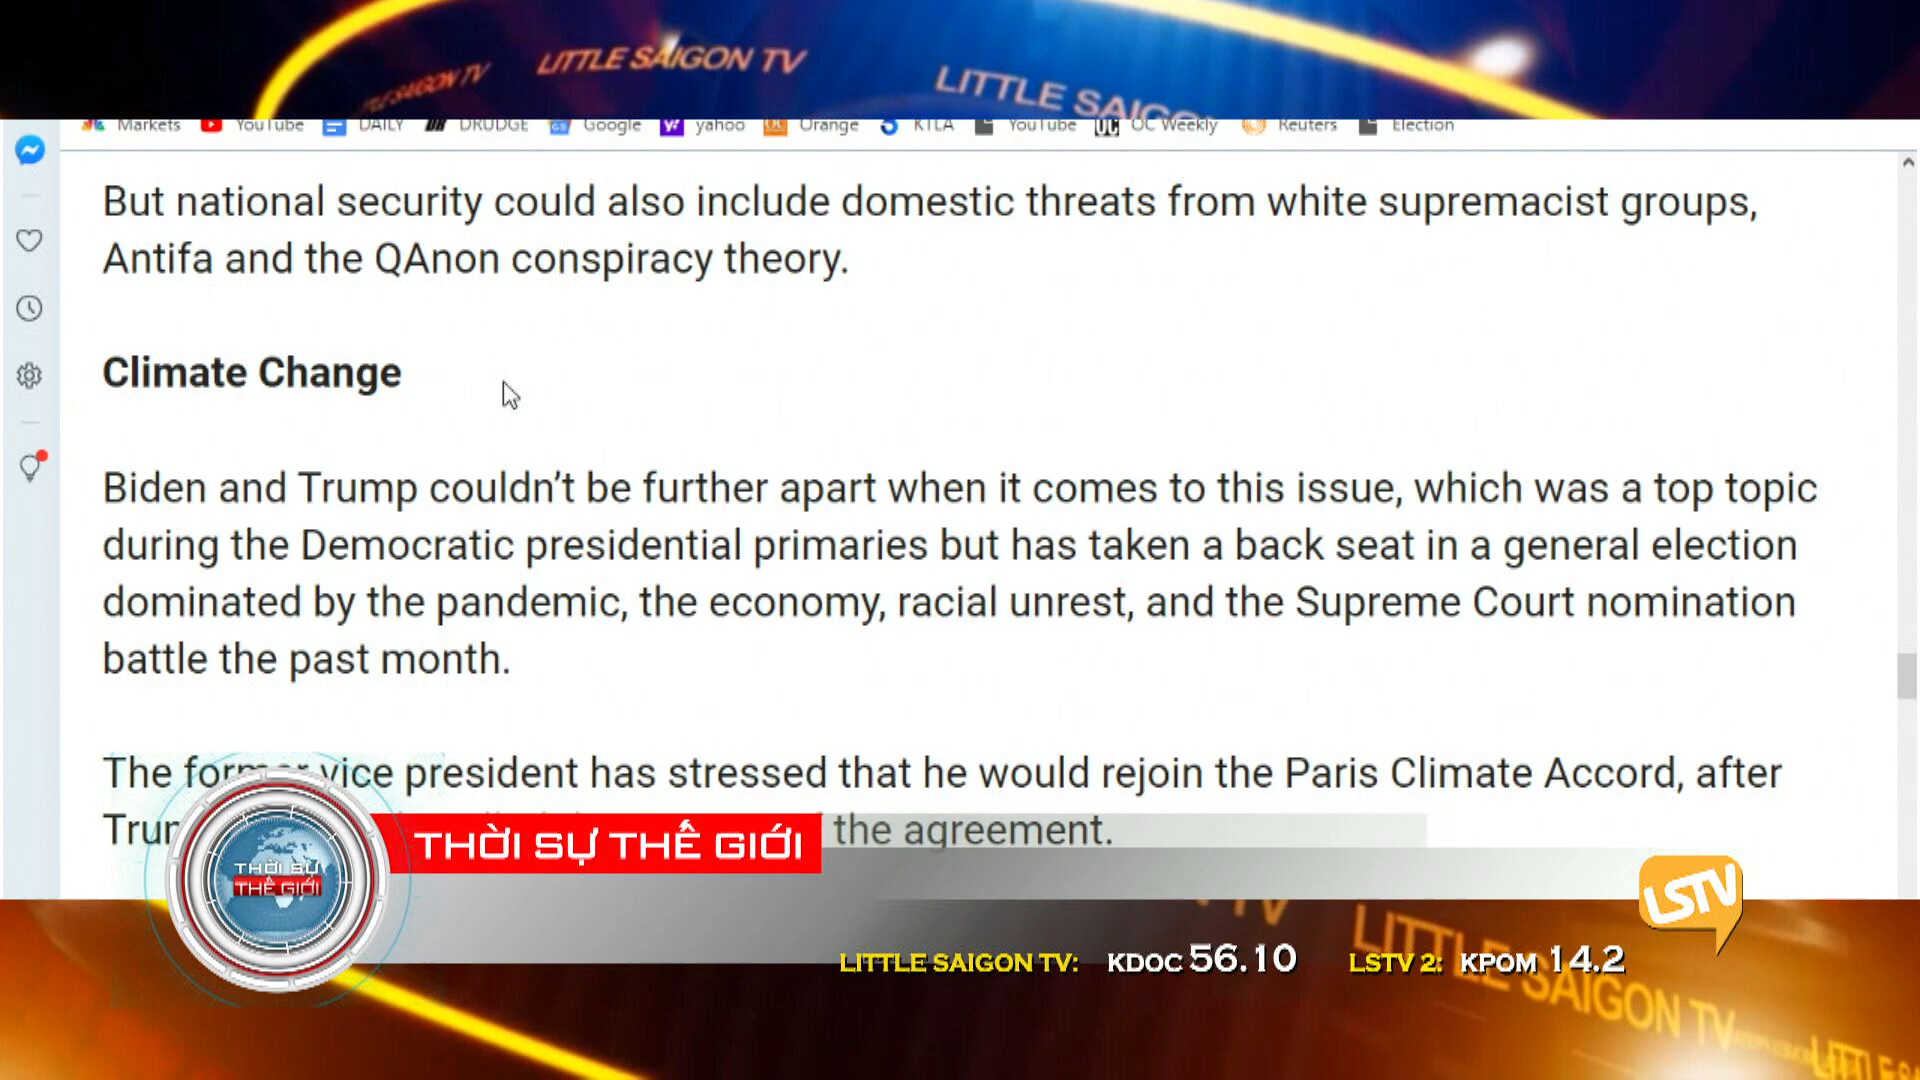 LITTLE SAIGON TV
LITTLE SAIGON TV
LITTLE SAIGO
Markets YouTube DAILY DRUDGE Google yahoo Orange KTLA YouTube OC Weekly Reuters Election
But national security could also include domestic threats from white supremacist groups,
Antifa and the QAnon conspiracy theory.
Climate Change
Biden and Trump couldn't be further apart when it comes to this issue, which was a top topic
during the Democratic presidential primaries but has taken a back seat in a general election
dominated by the pandemic, the economy, racial unrest, and the Supreme Court nomination
battle the past month.
The former vice president has stressed that he would rejoin the Paris Climate Accord, after
the agreement.
THỜI SỰ THẾ GIỚI
THỜI SỰ
THẾ GIỚI
LSTV
LITTLE SAIGON TV: KDOC 56.10 LSTV 2: KPOM 14.2
LITTLE SAIGON TV